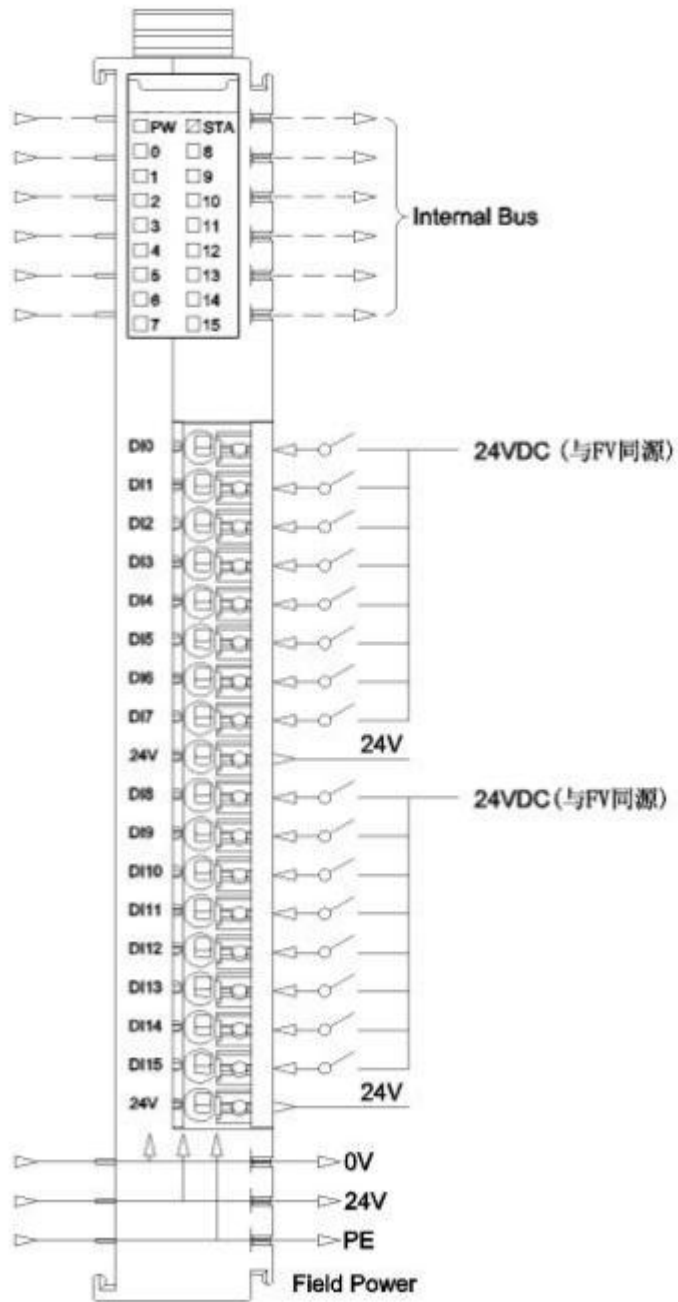 PW STA
0 8
1 9
2 10
3 11
4 12
5 13
6 14
7 15
Internal Bus
DI0
24VDC (与FV同源)
DI1
DI2
DI3
DI4
DI5
DI6
DI7
24V
24V
DI8
24VDC(与FV同源)
DI9
DI10
DI11
DI12
DI13
DI14
DI15
24V
24V
0V
24V
PE
Field Power